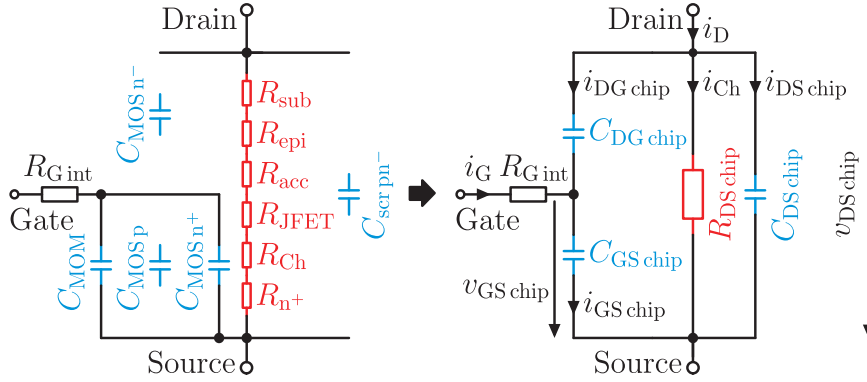 Drain
R_sub
R_epi
R_acc
R_JFET
R_Ch
R_n+
C_MOS n−
C_scr pn−
R_G int
Gate
C_MOM
C_MOS p
C_MOS n+
Source
Drain
i_D
i_DG chip
i_Ch
i_DS chip
C_DG chip
i_G
R_G int
Gate
R_DS chip
C_DS chip
v_DS chip
C_GS chip
v_GS chip
i_GS chip
Source